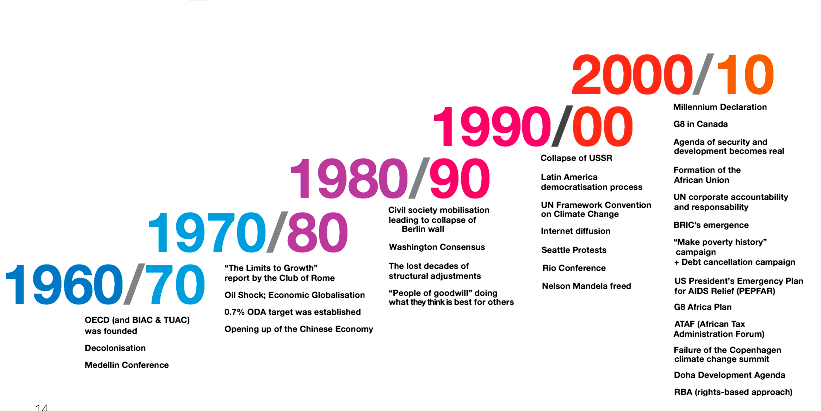 1960/70
OECD (and BIAC & TUAC)
was founded
Decolonisation
Medellin Conference
1970/80
“The Limits to Growth”
report by the Club of Rome
Oil Shock; Economic Globalisation
0.7% ODA target was established
Opening up of the Chinese Economy
1980/90
Civil society mobilisation
leading to collapse of
Berlin wall
Washington Consensus
The lost decades of
structural adjustments
“People of goodwill” doing
what they think is best for others
1990/00
Collapse of USSR
Latin America
democratisation process
UN Framework Convention
on Climate Change
Internet diffusion
Seattle Protests
Rio Conference
Nelson Mandela freed
2000/10
Millennium Declaration
G8 in Canada
Agenda of security and
development becomes real
Formation of the
African Union
UN corporate accountability
and responsability
BRIC’s emergence
“Make poverty history”
campaign
+ Debt cancellation campaign
US President’s Emergency Plan
for AIDS Relief (PEPFAR)
G8 Africa Plan
ATAF (African Tax
Administration Forum)
Failure of the Copenhagen
climate change summit
Doha Development Agenda
RBA (rights-based approach)
14